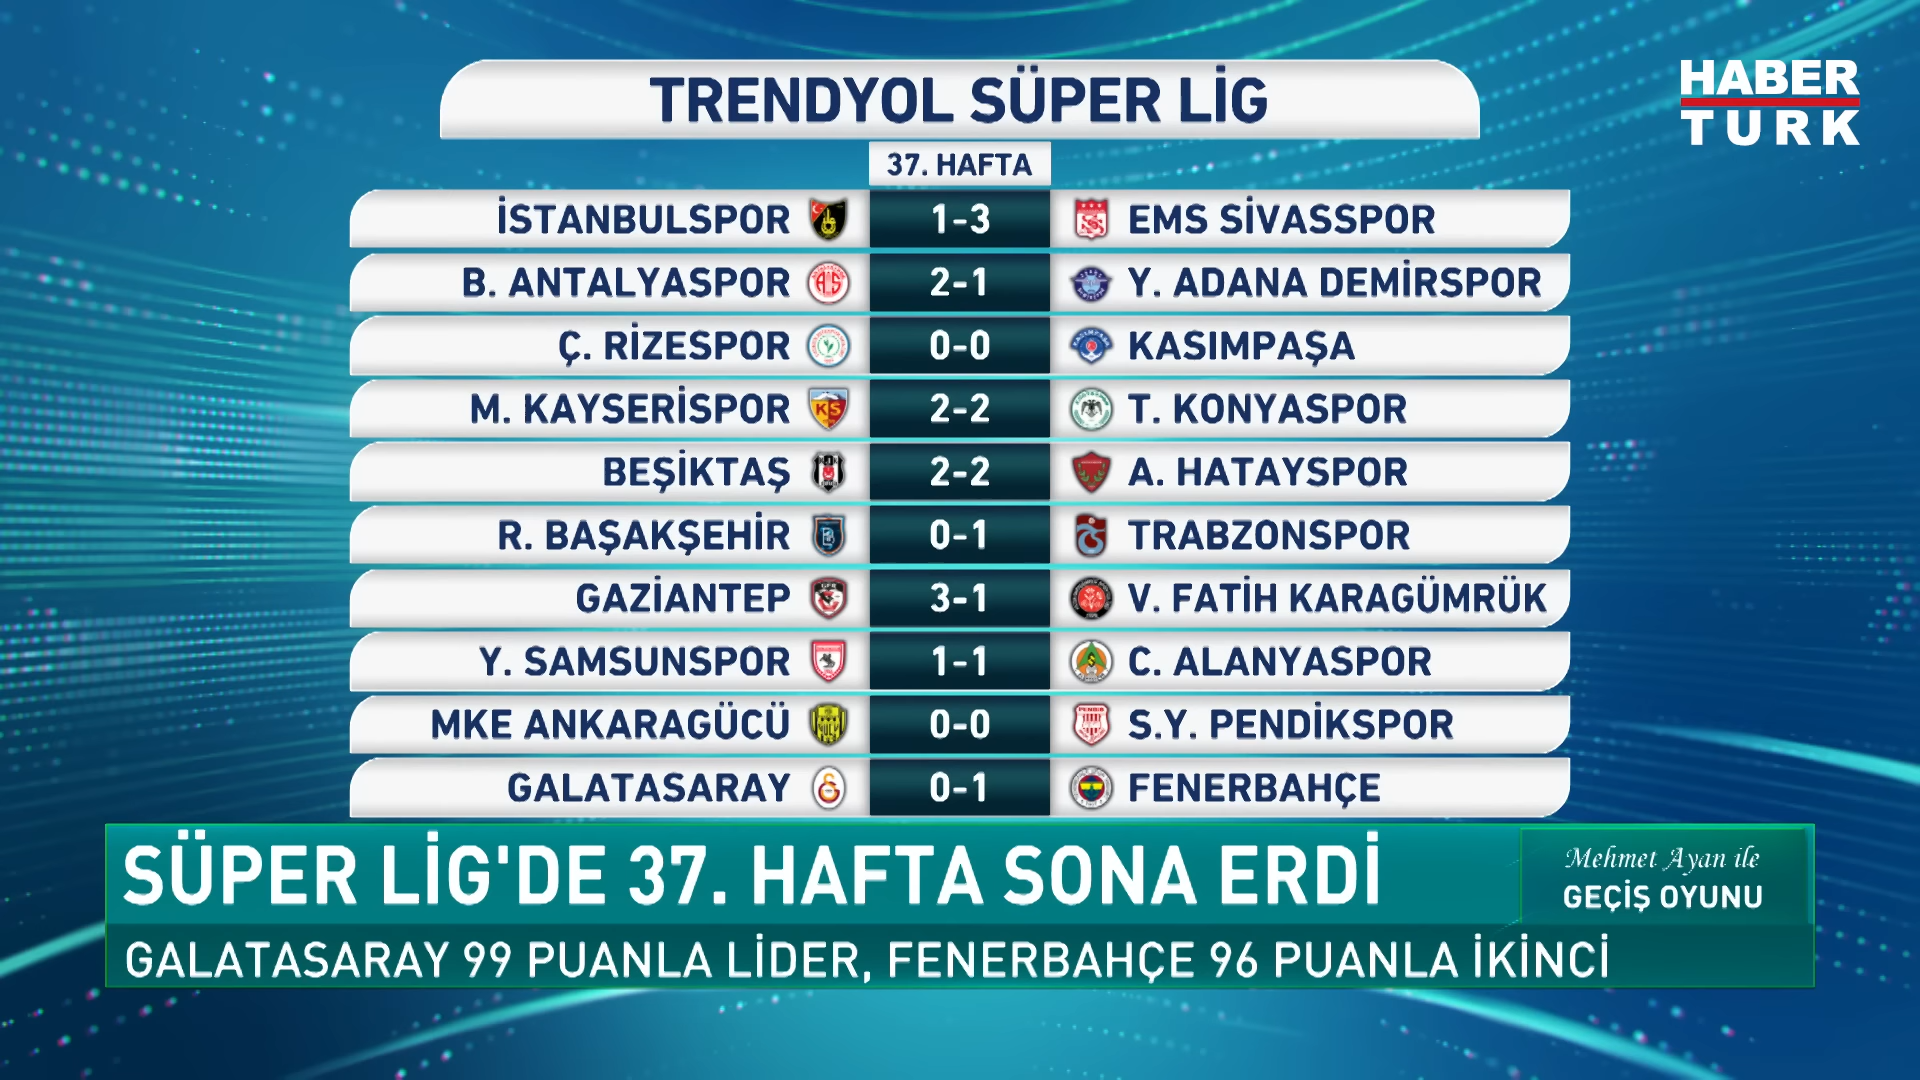 TRENDYOL SÜPER LİG
HABER
TURK
37. HAFTA
İSTANBULSPOR 1-3 EMS SİVASSPOR
B. ANTALYASPOR 2-1 Y. ADANA DEMİRSPOR
Ç. RİZESPOR 0-0 KASIMPAŞA
M. KAYSERİSPOR 2-2 T. KONYASPOR
BEŞİKTAŞ 2-2 A. HATAYSPOR
R. BAŞAKŞEHİR 0-1 TRABZONSPOR
GAZİANTEP 3-1 V. FATİH KARAGÜMRÜK
Y. SAMSUNSPOR 1-1 C. ALANYASPOR
MKE ANKARAGÜCÜ 0-0 S.Y. PENDİKSPOR
GALATASARAY 0-1 FENERBAHÇE
SÜPER LİG'DE 37. HAFTA SONA ERDİ
Mehmet Ayan ile
GEÇİŞ OYUNU
GALATASARAY 99 PUANLA LİDER, FENERBAHÇE 96 PUANLA İKİNCİ